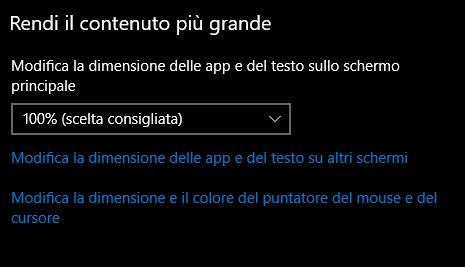 Rendi il contenuto più grande
Modifica la dimensione delle app e del testo sullo schermo
principale
100% (scelta consigliata)
Modifica la dimensione delle app e del testo su altri schermi
Modifica la dimensione e il colore del puntatore del mouse e del
cursore